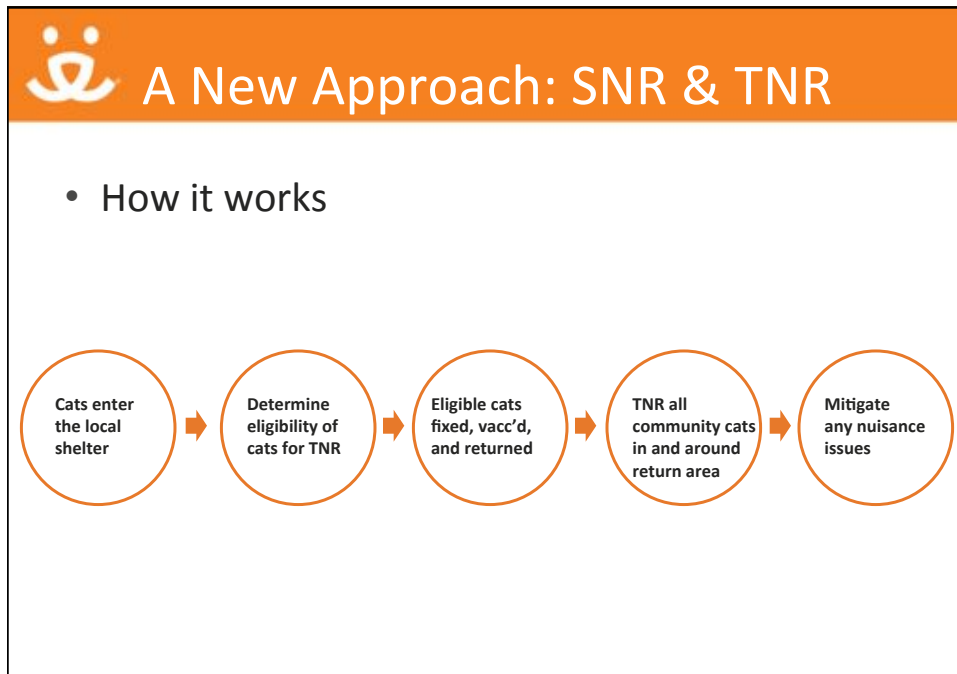 A New Approach: SNR & TNR
• How it works
Cats enter
the local
shelter
Determine
eligibility of
cats for TNR
Eligible cats
fixed, vacc'd,
and returned
TNR all
community cats
in and around
return area
Mitigate
any nuisance
issues